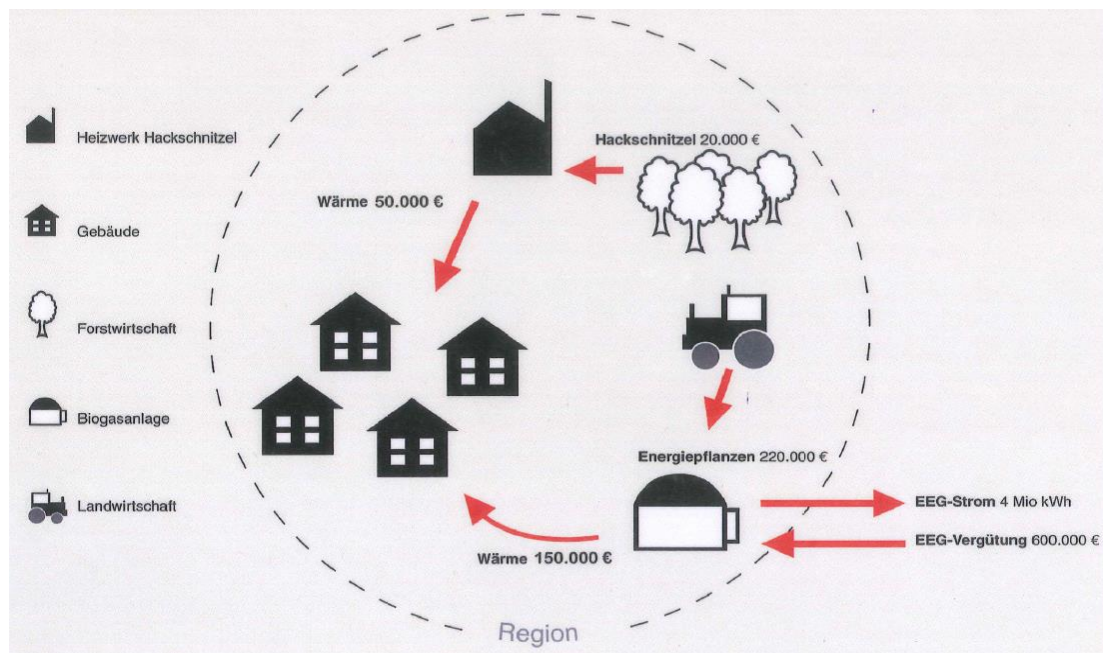 Heizwerk Hackschnitzel
Gebäude
Forstwirtschaft
Biogasanlage
Landwirtschaft
Hackschnitzel 20.000 €
Wärme 50.000 €
Energiepflanzen 220.000 €
EEG-Strom 4 Mio kWh
EEG-Vergütung 600.000 €
Wärme 150.000 €
Region